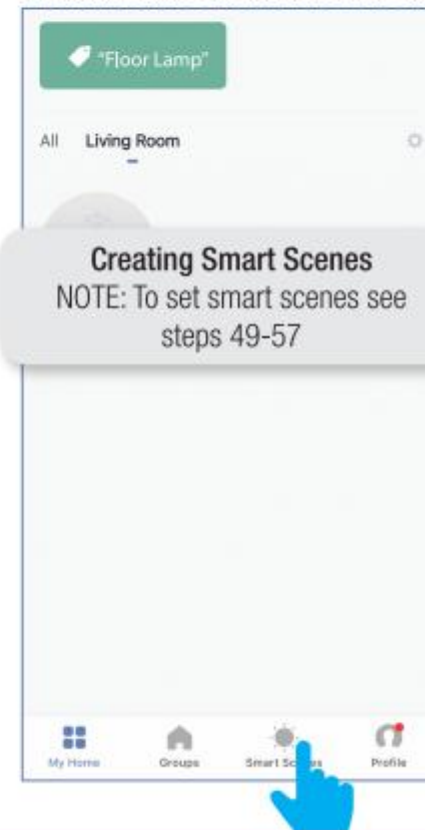 "Floor Lamp"
All Living Room
Creating Smart Scenes
NOTE: To set smart scenes see
steps 49-57
My Home Groups Smart Profile